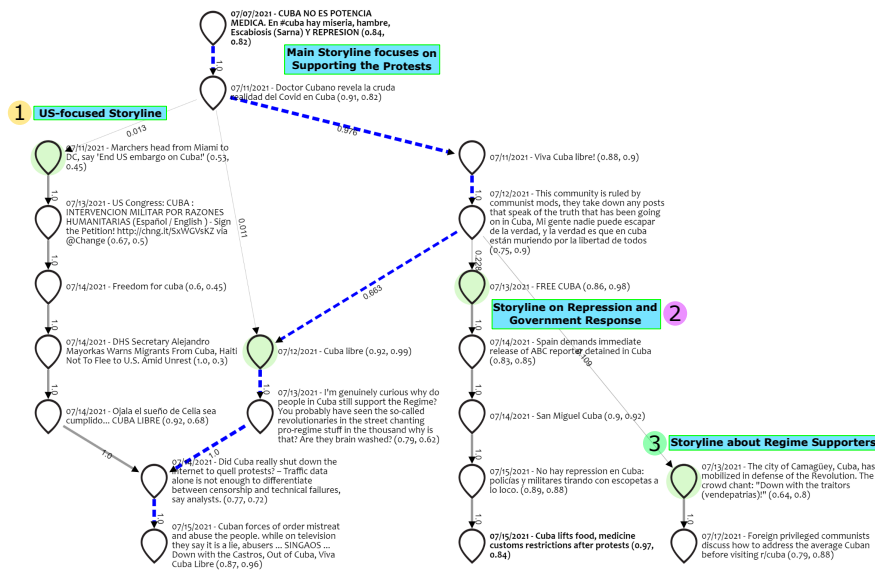 07/07/2021 - CUBA NO ES POTENCIA
MEDICA. En #cuba hay miseria, hambre,
Escabiosis (Sarna) Y REPRESION (0.84,
0.82)
Main Storyline focuses on
Supporting the Protests
1.0
07/11/2021 - Doctor Cubano revela la cruda
realidad del Covid en Cuba (0.91, 0.82)
1
US-focused Storyline
0.013
0.976
07/11/2021 - Marchers head from Miami to
DC, say 'End US embargo on Cuba!' (0.53,
0.45)
07/11/2021 - Viva Cuba libre! (0.88, 0.9)
1.0
1.0
07/13/2021 - US Congress: CUBA :
INTERVENCION MILITAR POR RAZONES
HUMANITARIAS (Español / English ) - Sign
the Petition! http://chng.it/SxWGVsKZ via
@Change (0.67, 0.5)
0.011
07/12/2021 - This community is ruled by
communist mods, they take down any posts
that speak of the truth that has been going
on in Cuba, Mi gente nadie puede escapar
de la verdad, y la verdad es que en cuba
están muriendo por la libertad de todos
(0.75, 0.9)
1.0
0.663
0.228
07/14/2021 - Freedom for cuba (0.6, 0.45)
07/13/2021 - FREE CUBA (0.86, 0.98)
Storyline on Repression and
Government Response
2
1.0
1.0
07/14/2021 - DHS Secretary Alejandro
Mayorkas Warns Migrants From Cuba, Haiti
Not To Flee to U.S. Amid Unrest (1.0, 0.3)
07/12/2021 - Cuba libre (0.92, 0.99)
07/14/2021 - Spain demands immediate
release of ABC reporter detained in Cuba
(0.83, 0.85)
0.109
1.0
1.0
1.0
07/14/2021 - Ojala el sueño de Celia sea
cumplido... CUBA LIBRE (0.92, 0.68)
07/13/2021 - I'm genuinely curious why do
people in Cuba still support the Regime?
You probably have seen the so-called
revolutionaries in the street chanting
pro-regime stuff in the thousand why is
that? Are they brain washed? (0.79, 0.62)
07/14/2021 - San Miguel Cuba (0.9, 0.92)
3
Storyline about Regime Supporters
1.0
1.0
1.0
07/14/2021 - Did Cuba really shut down the
internet to quell protests? – Traffic data
alone is not enough to differentiate
between censorship and technical failures,
say analysts. (0.77, 0.72)
07/15/2021 - No hay repression en Cuba:
policías y militares tirando con escopetas a
lo loco. (0.89, 0.88)
07/13/2021 - The city of Camagüey, Cuba, has
mobilized in defense of the Revolution. The
crowd chant: "Down with the traitors
(vendepatrias)!" (0.64, 0.8)
1.0
1.0
1.0
07/15/2021 - Cuban forces of order mistreat
and abuse the people. while on television
they say it is a lie, abusers ... SINGAOS ...
Down with the Castros, Out of Cuba, Viva
Cuba Libre (0.87, 0.96)
07/15/2021 - Cuba lifts food, medicine
customs restrictions after protests (0.97,
0.84)
07/17/2021 - Foreign privileged communists
discuss how to address the average Cuban
before visiting r/cuba (0.79, 0.88)